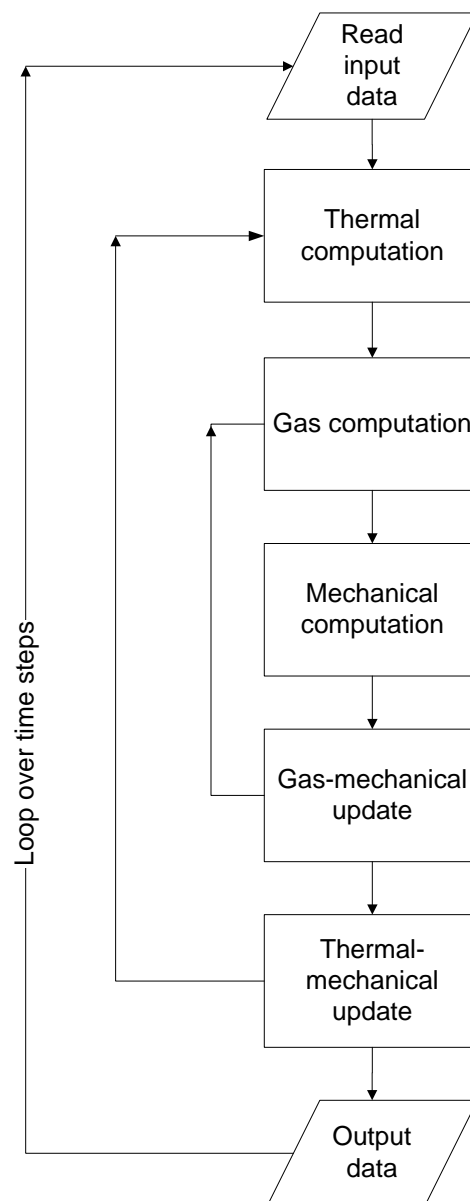 Read
input
data
Thermal
computation
Gas computation
Mechanical
computation
Gas-mechanical
update
Thermal-
mechanical
update
Output
data
Loop over time steps